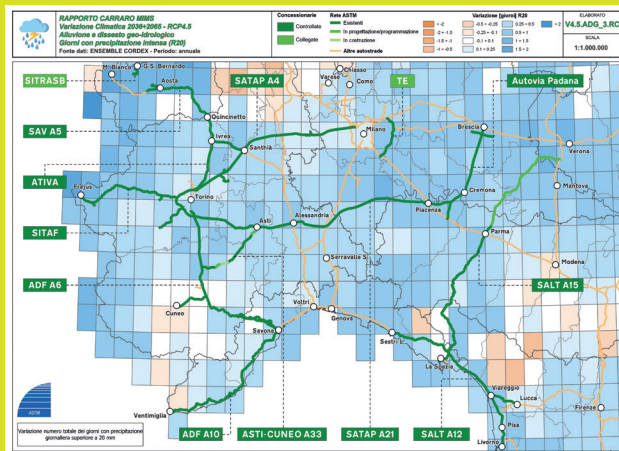 RAPPORTO CARRARO MIMS
Variazione Climatica 2036÷2065 - RCP4.5
Alluvione e dissesto geo-idrologico
Giorni con precipitazione intensa (R20)
Fonte dati: ENSEMBLE CORDEX - Periodo: annuale
Concessionarie
Controllate
Collegate
Rete ASTM
Esistenti
In progettazione/programmazione
In costruzione
Altre autostrade
Variazione [giorni] R20
< -2
-2 ÷ -1.5
-1.5 ÷ -1
-1 ÷ -0.5
-0.5 ÷ -0.25
-0.25 ÷ -0.1
-0.1 ÷ 0.1
0.1 ÷ 0.25
0.25 ÷ 0.5
0.5 ÷ 1
1 ÷ 1.5
1.5 ÷ 2
> 2
ELABORATO
V4.5.ADG_3.RC
SCALA
1:1.000.000
M. Bianco
G.S. Bernardo
Aosta
Chiasso
Varese
Como
SITRASB
SATAP A4
TE
Autovia Padana
Quincinetto
SAV A5
Ivrea
Santhià
Milano
Brescia
Verona
ATIVA
Frejus
Torino
Cremona
Mantova
Piacenza
SITAF
Asti
Alessandria
Parma
Serravalle S.
Modena
ADF A6
SALT A15
Cuneo
Voltri
Genova
Savona
Sestri L.
La Spezia
Viareggio
Lucca
Firenze
Pisa
Livorno
Ventimiglia
ADF A10
ASTI-CUNEO A33
SATAP A21
SALT A12
ASTM
Variazione numero totale dei giorni con precipitazione
giornaliera superiore a 20 mm